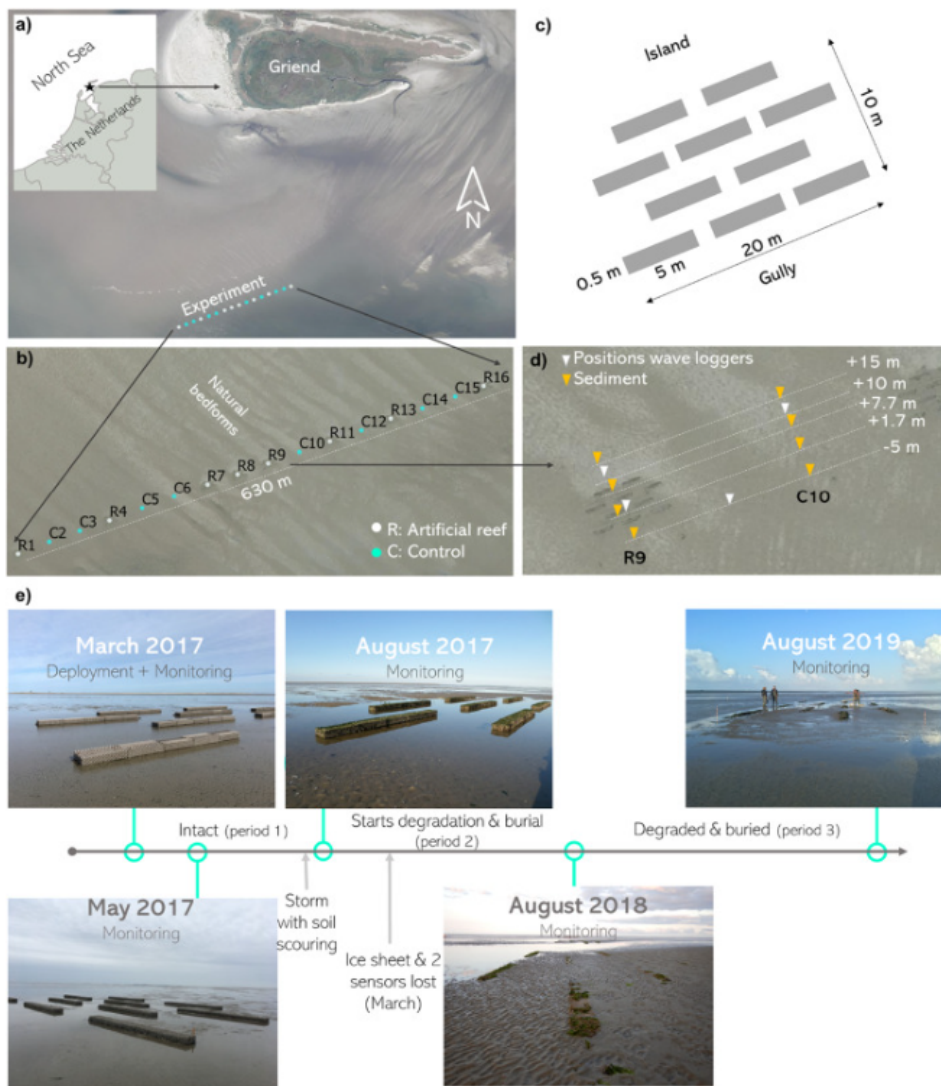 a)
North Sea
The Netherlands
Griend
N
Experiment
b)
Natural
bedforms
R1
C2
C3
R4
C5
C6
R7
R8
R9
C10
R11
C12
R13
C14
C15
R16
630 m
R: Artificial reef
C: Control
c)
Island
10 m
0.5 m
5 m
20 m
Gully
d)
Positions wave loggers
Sediment
+15 m
+10 m
+7.7 m
+1.7 m
-5 m
C10
R9
e)
March 2017
Deployment + Monitoring
August 2017
Monitoring
August 2019
Monitoring
Intact (period 1)
Starts degradation & burial
(period 2)
Degraded & buried (period 3)
May 2017
Monitoring
Storm
with soil
scouring
Ice sheet & 2
sensors lost
(March)
August 2018
Monitoring